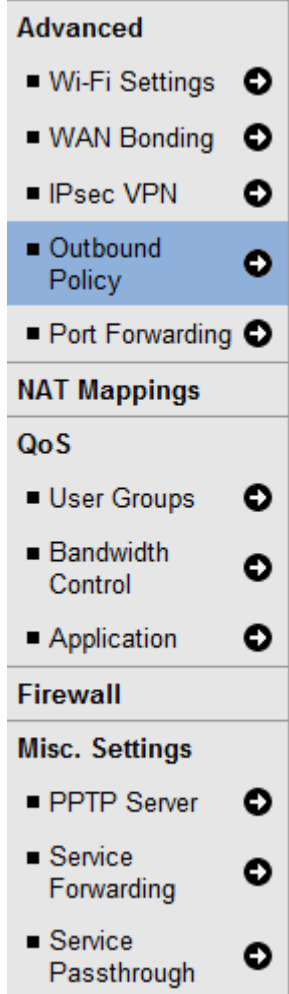 Advanced
Wi-Fi Settings
WAN Bonding
IPsec VPN
Outbound
Policy
Port Forwarding
NAT Mappings
QoS
User Groups
Bandwidth
Control
Application
Firewall
Misc. Settings
PPTP Server
Service
Forwarding
Service
Passthrough